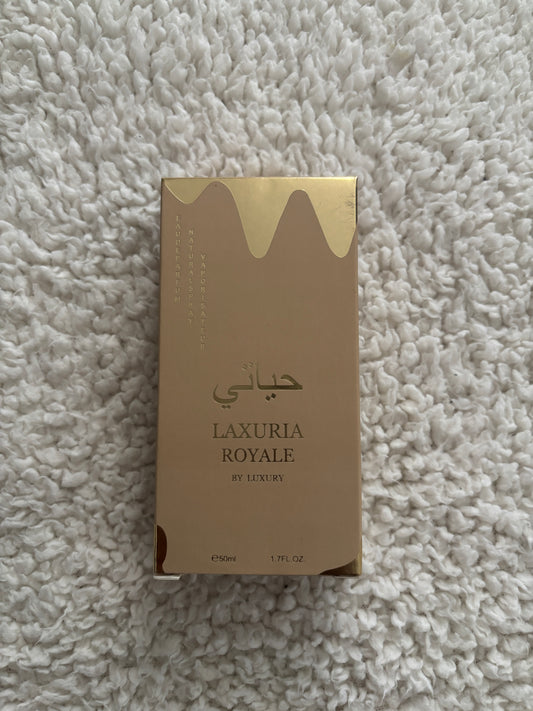 EAU DE PARFUM
NATURAL SPRAY
VAPORISATEUR
حياتي
LAXURIA
ROYALE
BY LUXURY
℮50ml 1.7FL OZ.